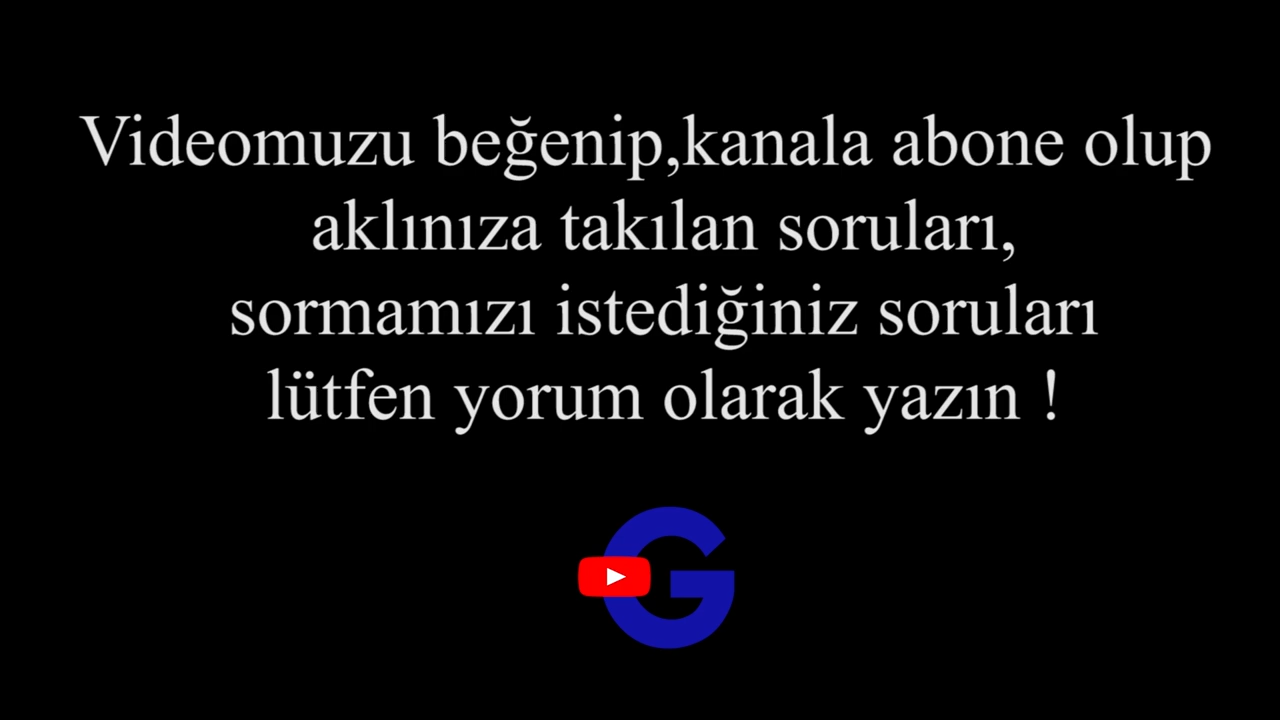 Videomuzu beğenip,kanala abone olup
aklınıza takılan soruları,
sormamızı istediğiniz soruları
lütfen yorum olarak yazın !
G